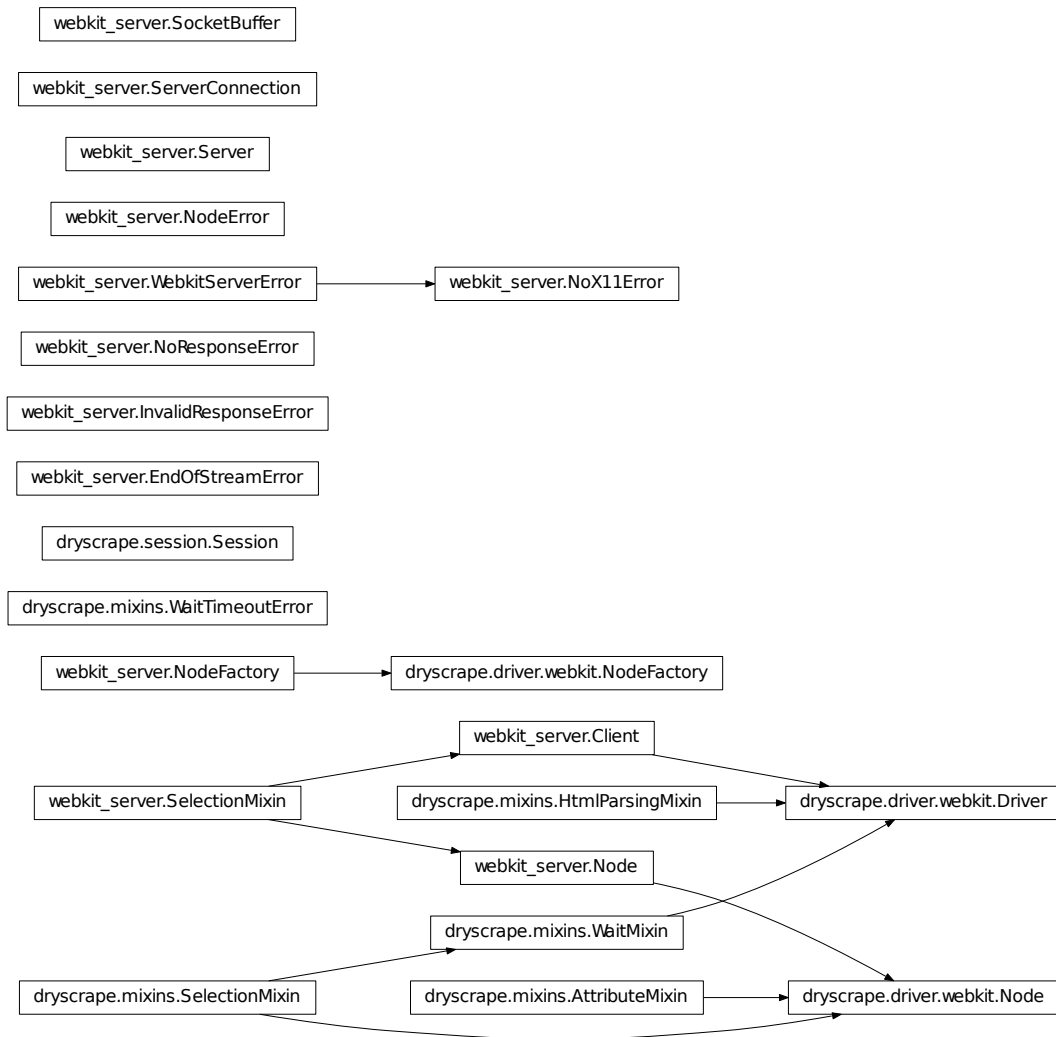 webkit_server.SocketBuffer
webkit_server.ServerConnection
webkit_server.Server
webkit_server.NodeError
webkit_server.WebkitServerError
webkit_server.NoX11Error
webkit_server.NoResponseError
webkit_server.InvalidResponseError
webkit_server.EndOfStreamError
dryscrape.session.Session
dryscrape.mixins.WaitTimeoutError
webkit_server.NodeFactory
dryscrape.driver.webkit.NodeFactory
webkit_server.Client
webkit_server.SelectionMixin
dryscrape.mixins.HtmlParsingMixin
dryscrape.driver.webkit.Driver
webkit_server.Node
dryscrape.mixins.WaitMixin
dryscrape.mixins.SelectionMixin
dryscrape.mixins.AttributeMixin
dryscrape.driver.webkit.Node